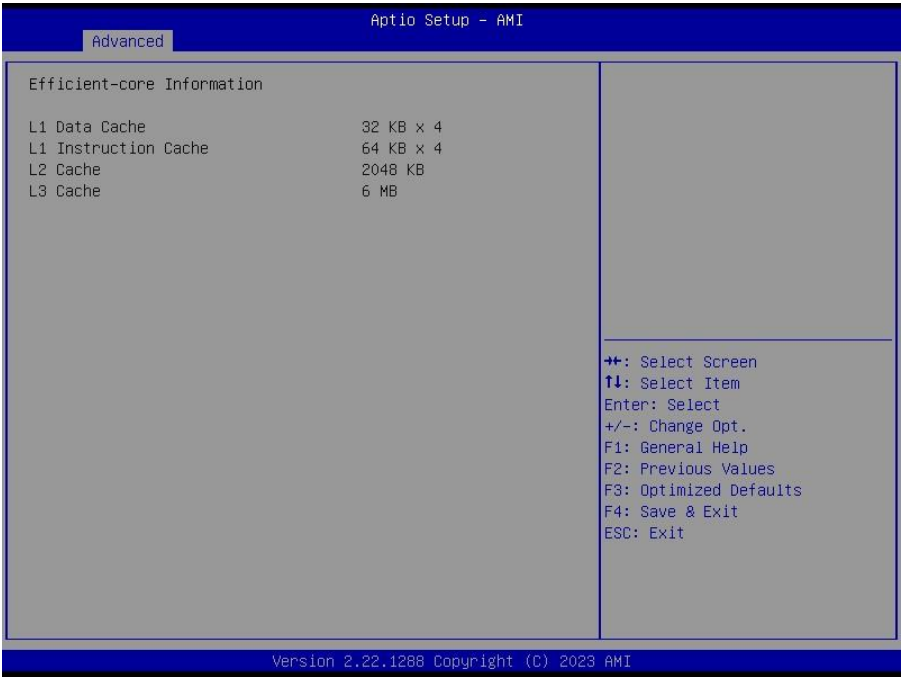 Aptio Setup - AMI
Advanced
Efficient-core Information
L1 Data Cache 32 KB x 4
L1 Instruction Cache 64 KB x 4
L2 Cache 2048 KB
L3 Cache 6 MB
→←: Select Screen
↑↓: Select Item
Enter: Select
+/-: Change Opt.
F1: General Help
F2: Previous Values
F3: Optimized Defaults
F4: Save & Exit
ESC: Exit
Version 2.22.1288 Copyright (C) 2023 AMI